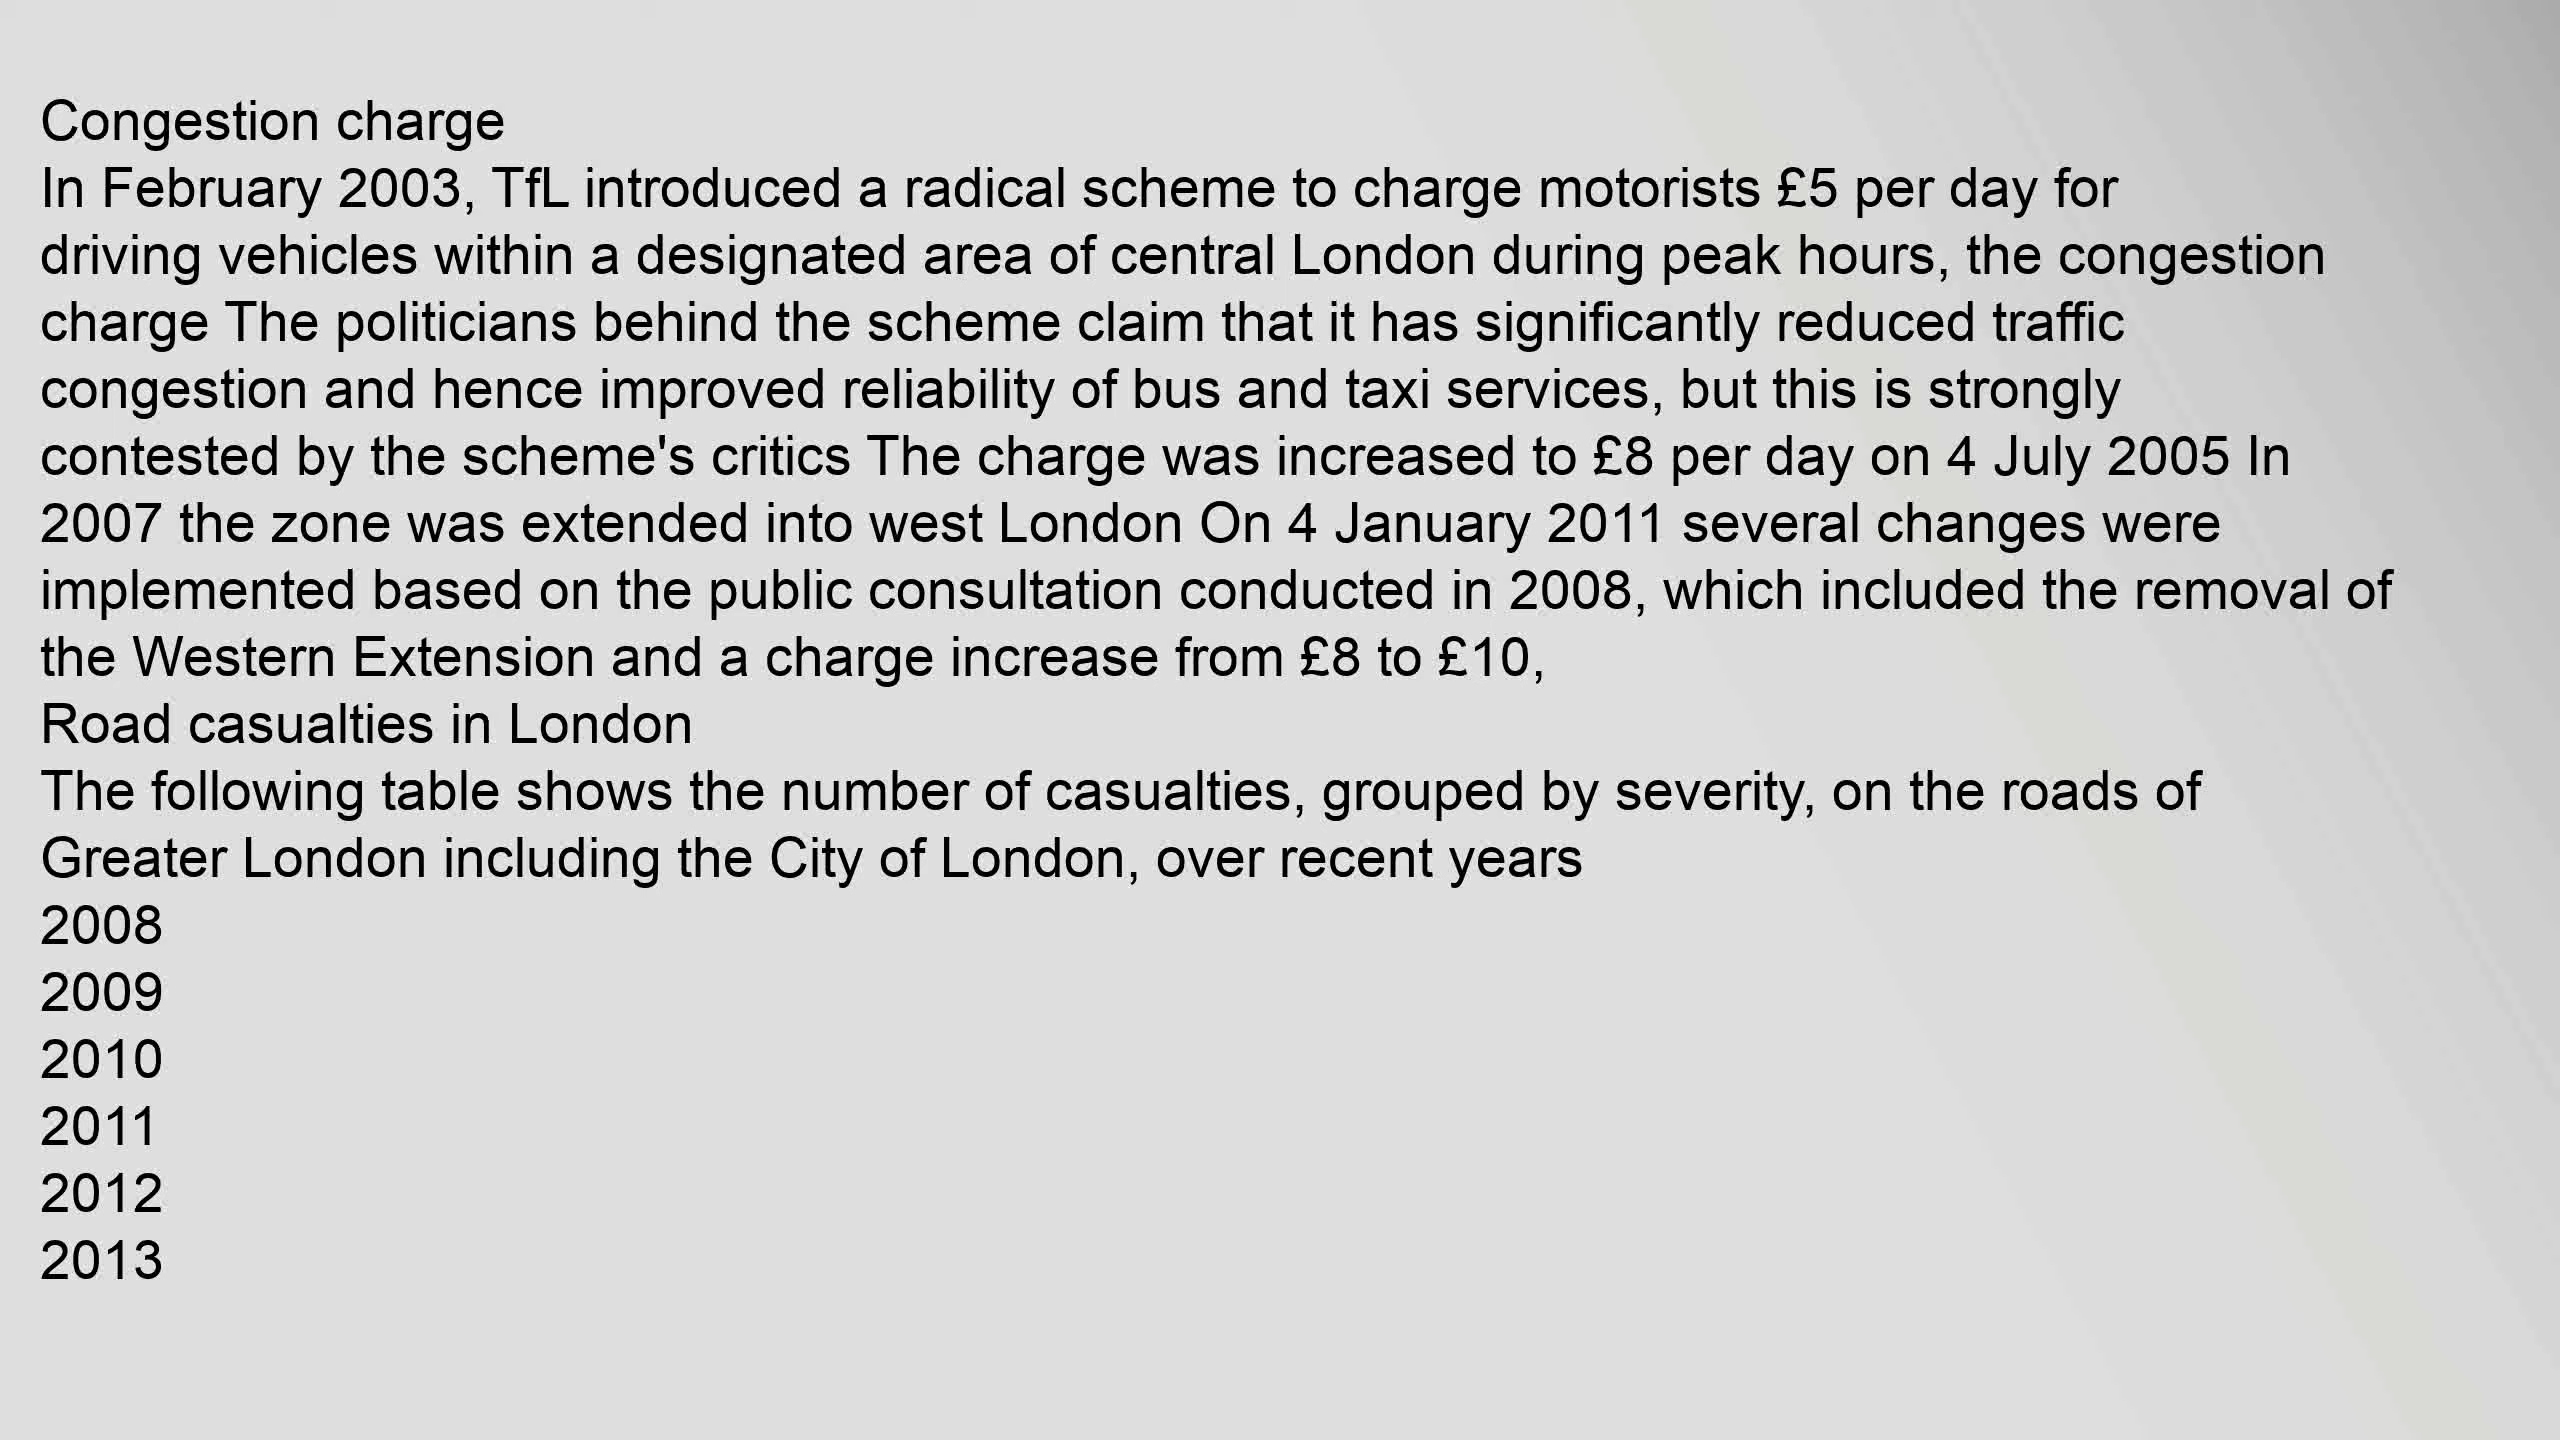 Congestion charge
In February 2003, TfL introduced a radical scheme to charge motorists £5 per day for
driving vehicles within a designated area of central London during peak hours, the congestion
charge The politicians behind the scheme claim that it has significantly reduced traffic
congestion and hence improved reliability of bus and taxi services, but this is strongly
contested by the scheme's critics The charge was increased to £8 per day on 4 July 2005 In
2007 the zone was extended into west London On 4 January 2011 several changes were
implemented based on the public consultation conducted in 2008, which included the removal of
the Western Extension and a charge increase from £8 to £10,
Road casualties in London
The following table shows the number of casualties, grouped by severity, on the roads of
Greater London including the City of London, over recent years
2008
2009
2010
2011
2012
2013